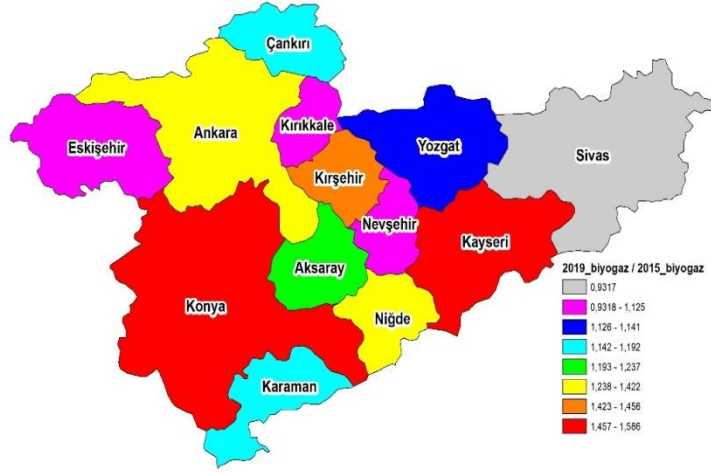 Çankırı
Kırıkkale
Ankara
Eskişehir
Yozgat
Sivas
Kırşehir
Nevşehir
Kayseri
Aksaray
Konya
Niğde
Karaman
2019_biyogaz / 2015_biyogaz
0,9317
0,9318 - 1,125
1,126 - 1,141
1,142 - 1,192
1,193 - 1,237
1,238 - 1,422
1,423 - 1,456
1,457 - 1,586